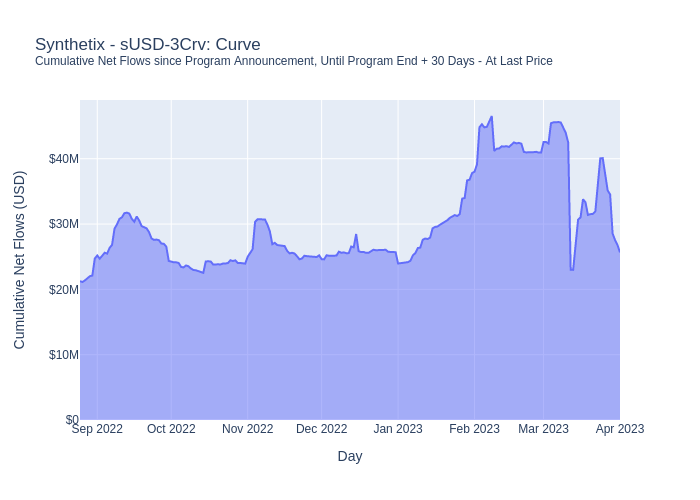 Synthetix - sUSD-3Crv: Curve
Cumulative Net Flows since Program Announcement, Until Program End + 30 Days - At Last Price
Cumulative Net Flows (USD)
$40M
$30M
$20M
$10M
$0
Sep 2022
Oct 2022
Nov 2022
Dec 2022
Jan 2023
Feb 2023
Mar 2023
Apr 2023
Day